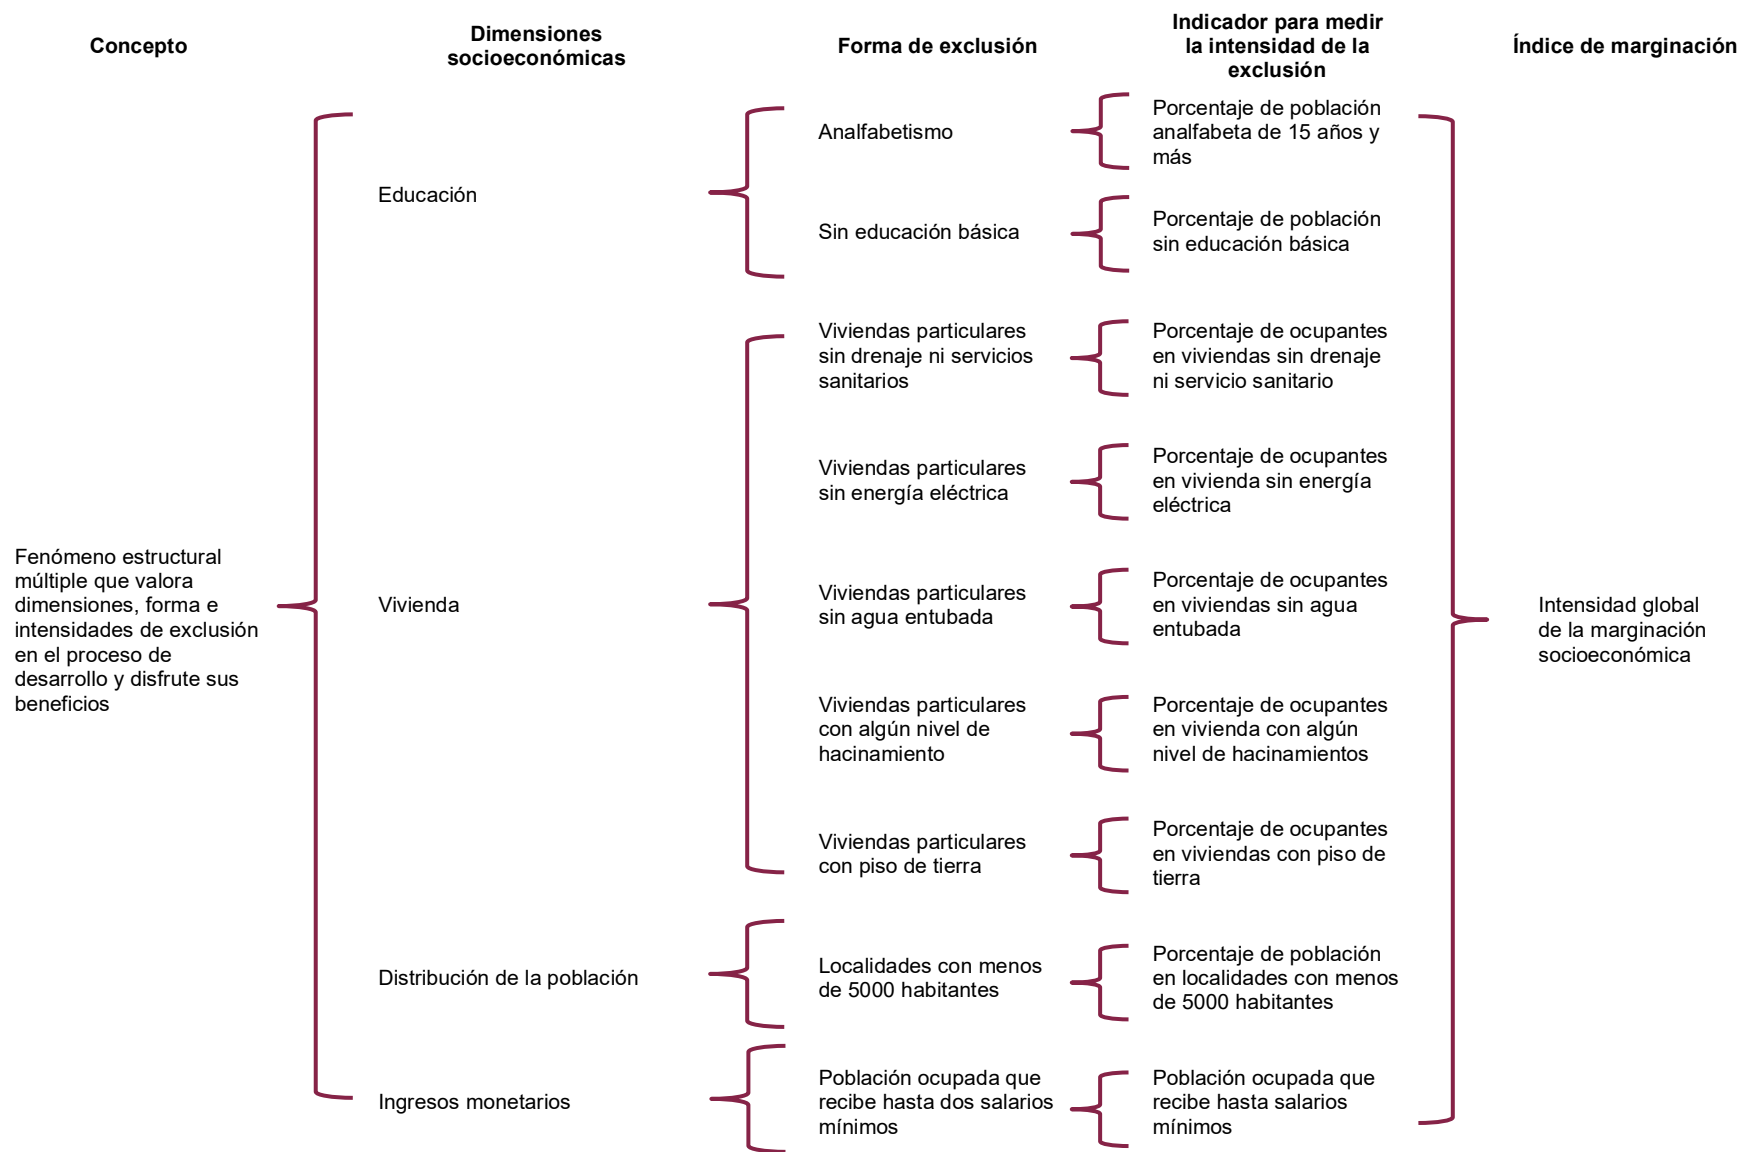 Concepto
Dimensiones
socioeconómicas
Forma de exclusión
Indicador para medir
la intensidad de la
exclusión
Índice de marginación
Fenómeno estructural
múltiple que valora
dimensiones, forma e
intensidades de exclusión
en el proceso de
desarrollo y disfrute sus
beneficios
Educación
Analfabetismo
Porcentaje de población
analfabeta de 15 años y
más
Sin educación básica
Porcentaje de población
sin educación básica
Vivienda
Viviendas particulares
sin drenaje ni servicios
sanitarios
Porcentaje de ocupantes
en viviendas sin drenaje
ni servicio sanitario
Viviendas particulares
sin energía eléctrica
Porcentaje de ocupantes
en vivienda sin energía
eléctrica
Viviendas particulares
sin agua entubada
Porcentaje de ocupantes
en viviendas sin agua
entubada
Viviendas particulares
con algún nivel de
hacinamiento
Porcentaje de ocupantes
en vivienda con algún
nivel de hacinamientos
Viviendas particulares
con piso de tierra
Porcentaje de ocupantes
en viviendas con piso de
tierra
Distribución de la población
Localidades con menos
de 5000 habitantes
Porcentaje de población
en localidades con menos
de 5000 habitantes
Ingresos monetarios
Población ocupada que
recibe hasta dos salarios
mínimos
Población ocupada que
recibe hasta salarios
mínimos
Intensidad global
de la marginación
socioeconómica